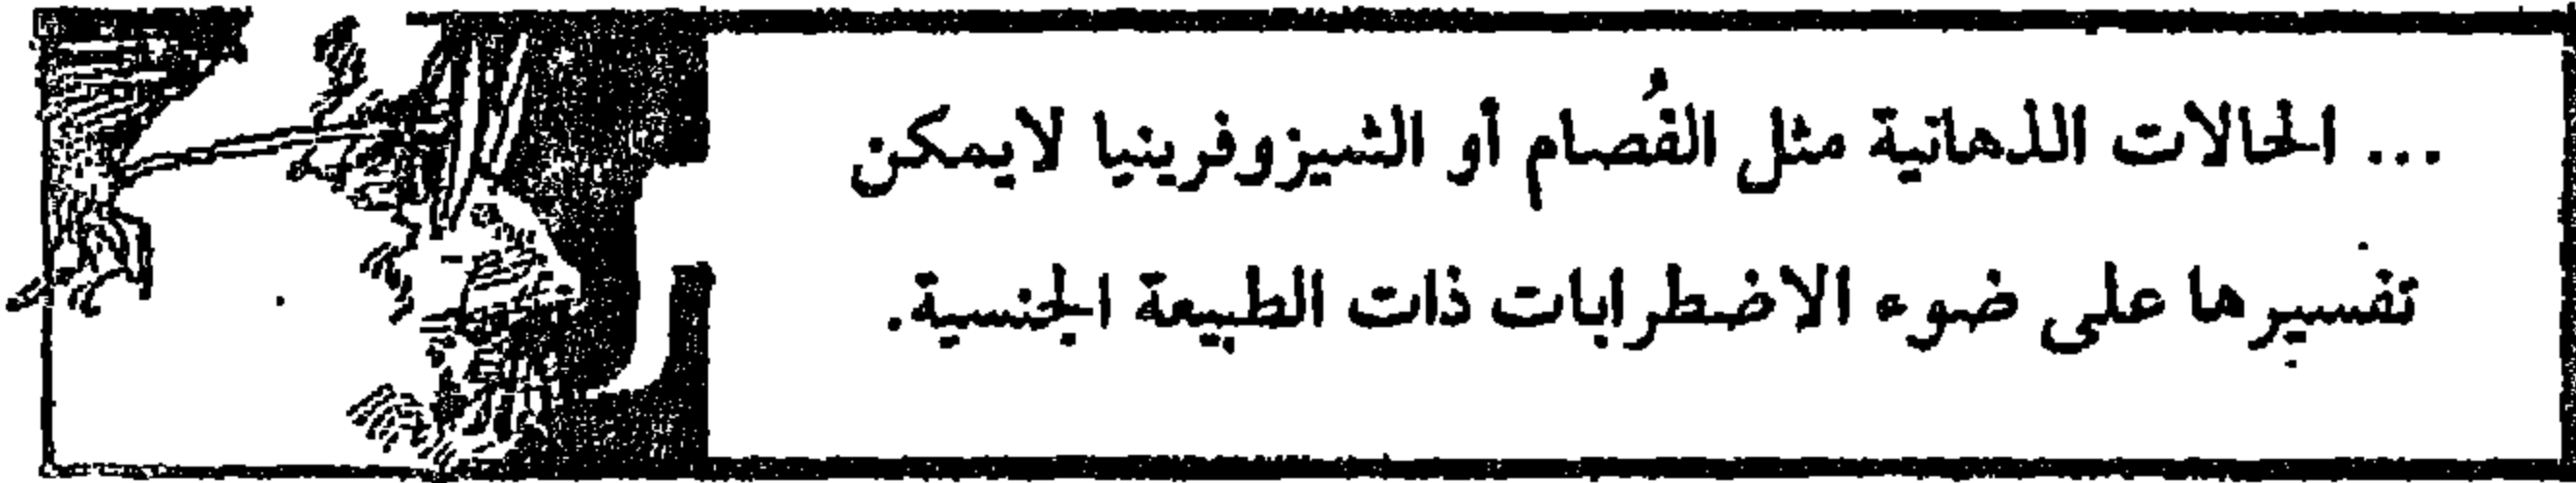 ... الحالات الذهانية مثل الفُصام أو الشيزوفرينيا لايمكن
تفسيرها على ضوء الاضطرابات ذات الطبيعة الجنسية.